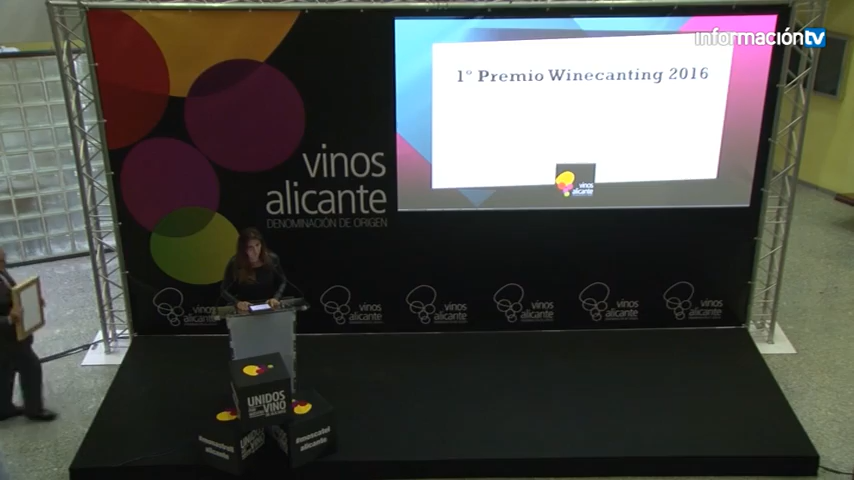 informacióntv
1º Premio Winecanting 2016
vinos
alicante
vinos
alicante
DENOMINACIÓN DE ORIGEN
vinos
alicante
vinos
alicante
vinos
alicante
vinos
alicante
vinos
alicante
vinos
UNIDOS
VINO
#moscatel
alicante
alicante
UNIDOS